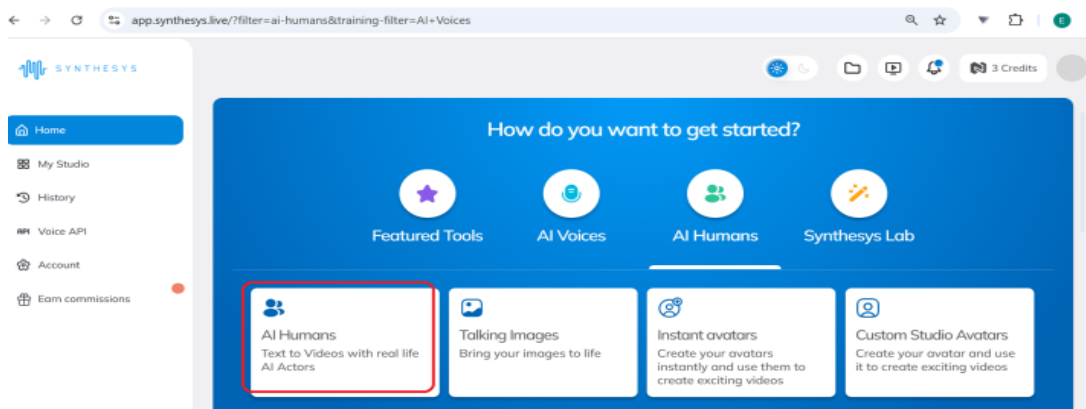 app.synthesys.live/?filter=ai-humans&training-filter=AI+Voices
E
SYNTHESYS
3 Credits
Home
My Studio
History
API Voice API
Account
Earn commissions
How do you want to get started?
Featured Tools
AI Voices
AI Humans
Synthesys Lab
AI Humans
Text to Videos with real life
AI Actors
Talking Images
Bring your images to life
Instant avatars
Create your avatars
instantly and use them to
create exciting videos
Custom Studio Avatars
Create your avatar and use
it to create exciting videos